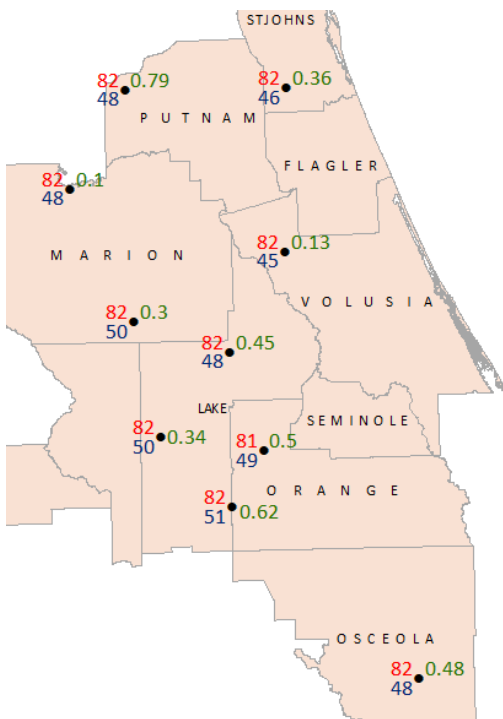 STJOHNS
82 0.79
48
82 0.36
46
PUTNAM
FLAGLER
82 0.1
48
82 0.13
45
MARION
VOLUSIA
82 0.3
50
82 0.45
48
LAKE
SEMINOLE
82
50 0.34
81 0.5
49
ORANGE
82
51 0.62
OSCEOLA
82 0.48
48